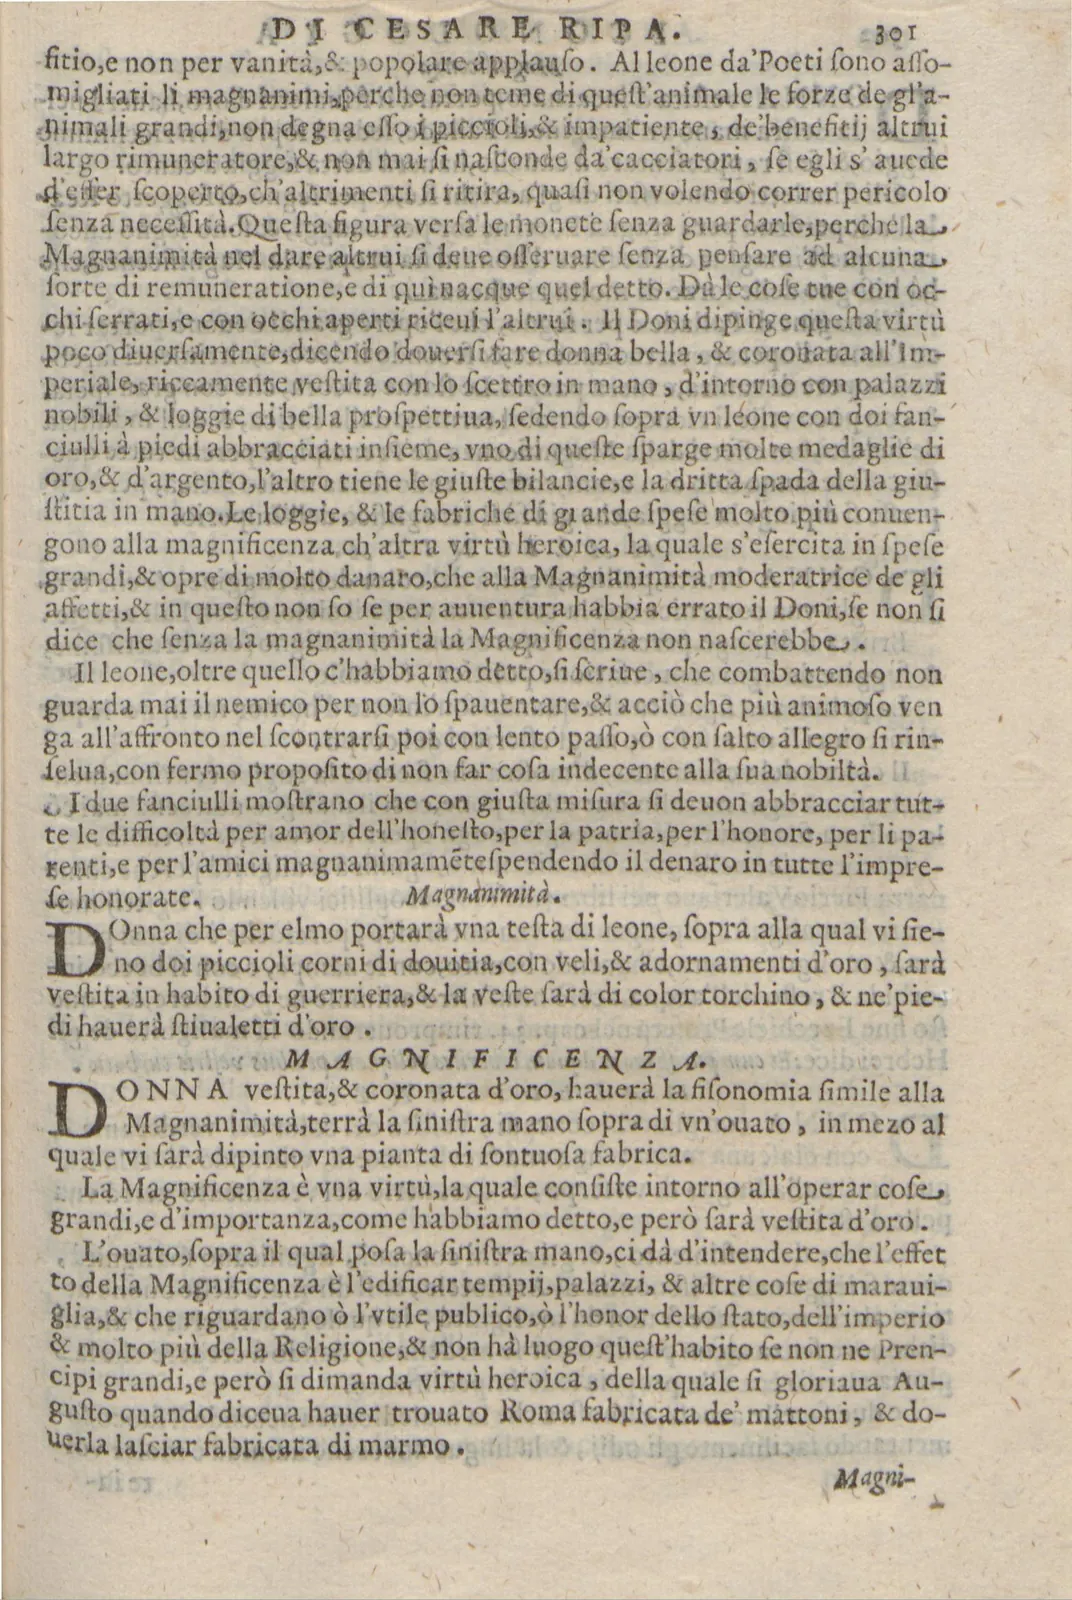 DI CESARE RIPA. 301
ſitio,e non per vanità,& popolare applauſo. Al leone da'Poeti ſono aſſo-
migliati li magnanimi,perche non teme di queſt'animale le forze de gl'a-
nimali grandi,non degna eſſo i piccioli,& impatiente, de'benefitij altrui
largo rimuneratore,& non mai ſi naſconde da'cacciatori, ſe egli s'auede
d'eſſer ſcoperto,ch'altrimenti ſi ritira, quaſi non volendo correr pericolo
ſenza neceſſità.Queſta figura verſa le monete ſenza guardarle,perche la
Magnanimità nel dare altrui ſi deue oſſeruare ſenza penſare ad alcuna
ſorte di remuneratione,e di quì nacque quel detto. Dà le coſe tue con oc-
chi ſerrati,e con occhi aperti riceui l'altrui. Il Doni dipinge queſta virtù
poco diuerſamente,dicendo douerſi fare donna bella, & coronata all'Im-
periale, riccamente veſtita con lo ſcettro in mano, d'intorno con palazzi
nobili, & loggie di bella proſpettiua, ſedendo ſopra vn leone con doi fan-
ciulli à piedi abbracciati inſieme, vno di queſte ſparge molte medaglie di
oro,& d'argento,l'altro tiene le giuſte bilancie,e la dritta ſpada della giu-
ſtitia in mano.Le loggie, & le fabriche di grande ſpeſe molto più conuen-
gono alla magnificenza ch'altra virtù heroica, la quale s'eſercita in ſpeſe
grandi,& opre di molto danaro,che alla Magnanimità moderatrice de gli
affetti,& in queſto non ſo ſe per auuentura habbia errato il Doni,ſe non ſi
dice che ſenza la magnanimità la Magnificenza non naſcerebbe.
Il leone,oltre quello c'habbiamo detto,ſi ſcriue, che combattendo non
guarda mai il nemico per non lo ſpauentare,& acciò che più animoſo ven
ga all'affronto nel ſcontrarſi poi con lento paſſo,ò con ſalto allegro ſi rin-
ſelua,con fermo propoſito di non far coſa indecente alla ſua nobiltà.
I due fanciulli moſtrano che con giuſta miſura ſi deuon abbracciar tut-
te le difficoltà per amor dell'honeſto,per la patria,per l'honore, per li pa-
renti,e per l'amici magnanimamẽteſpendendo il denaro in tutte l'impre-
ſe honorate. Magnanimità.
DOnna che per elmo portarà vna teſta di leone, ſopra alla qual vi ſie-
no doi piccioli corni di douitia,con veli,& adornamenti d'oro, ſarà
veſtita in habito di guerriera,& la veſte ſarà di color torchino, & ne'pie-
di hauerà ſtiualetti d'oro.
MAGNIFICENZA.
DONNA veſtita,& coronata d'oro, hauerà la fiſonomia ſimile alla
Magnanimità,terrà la ſiniſtra mano ſopra di vn'ouato, in mezo al
quale vi ſarà dipinto vna pianta di ſontuoſa fabrica.
La Magnificenza è vna virtù,la quale conſiſte intorno all'operar coſe
grandi,e d'importanza,come habbiamo detto,e però ſarà veſtita d'oro.
L'ouato,ſopra il qual poſa la ſiniſtra mano,ci dà d'intendere,che l'effet
to della Magnificenza è l'edificar tempij,palazzi, & altre coſe di maraui-
glia,& che riguardano ò l'vtile publico,ò l'honor dello ſtato,dell'imperio
& molto più della Religione,& non hà luogo queſt'habito ſe non ne Pren-
cipi grandi,e però ſi dimanda virtù heroica, della quale ſi gloriaua Au-
guſto quando diceua hauer trouato Roma fabricata de' mattoni, & do-
uerla laſciar fabricata di marmo.
Magni-